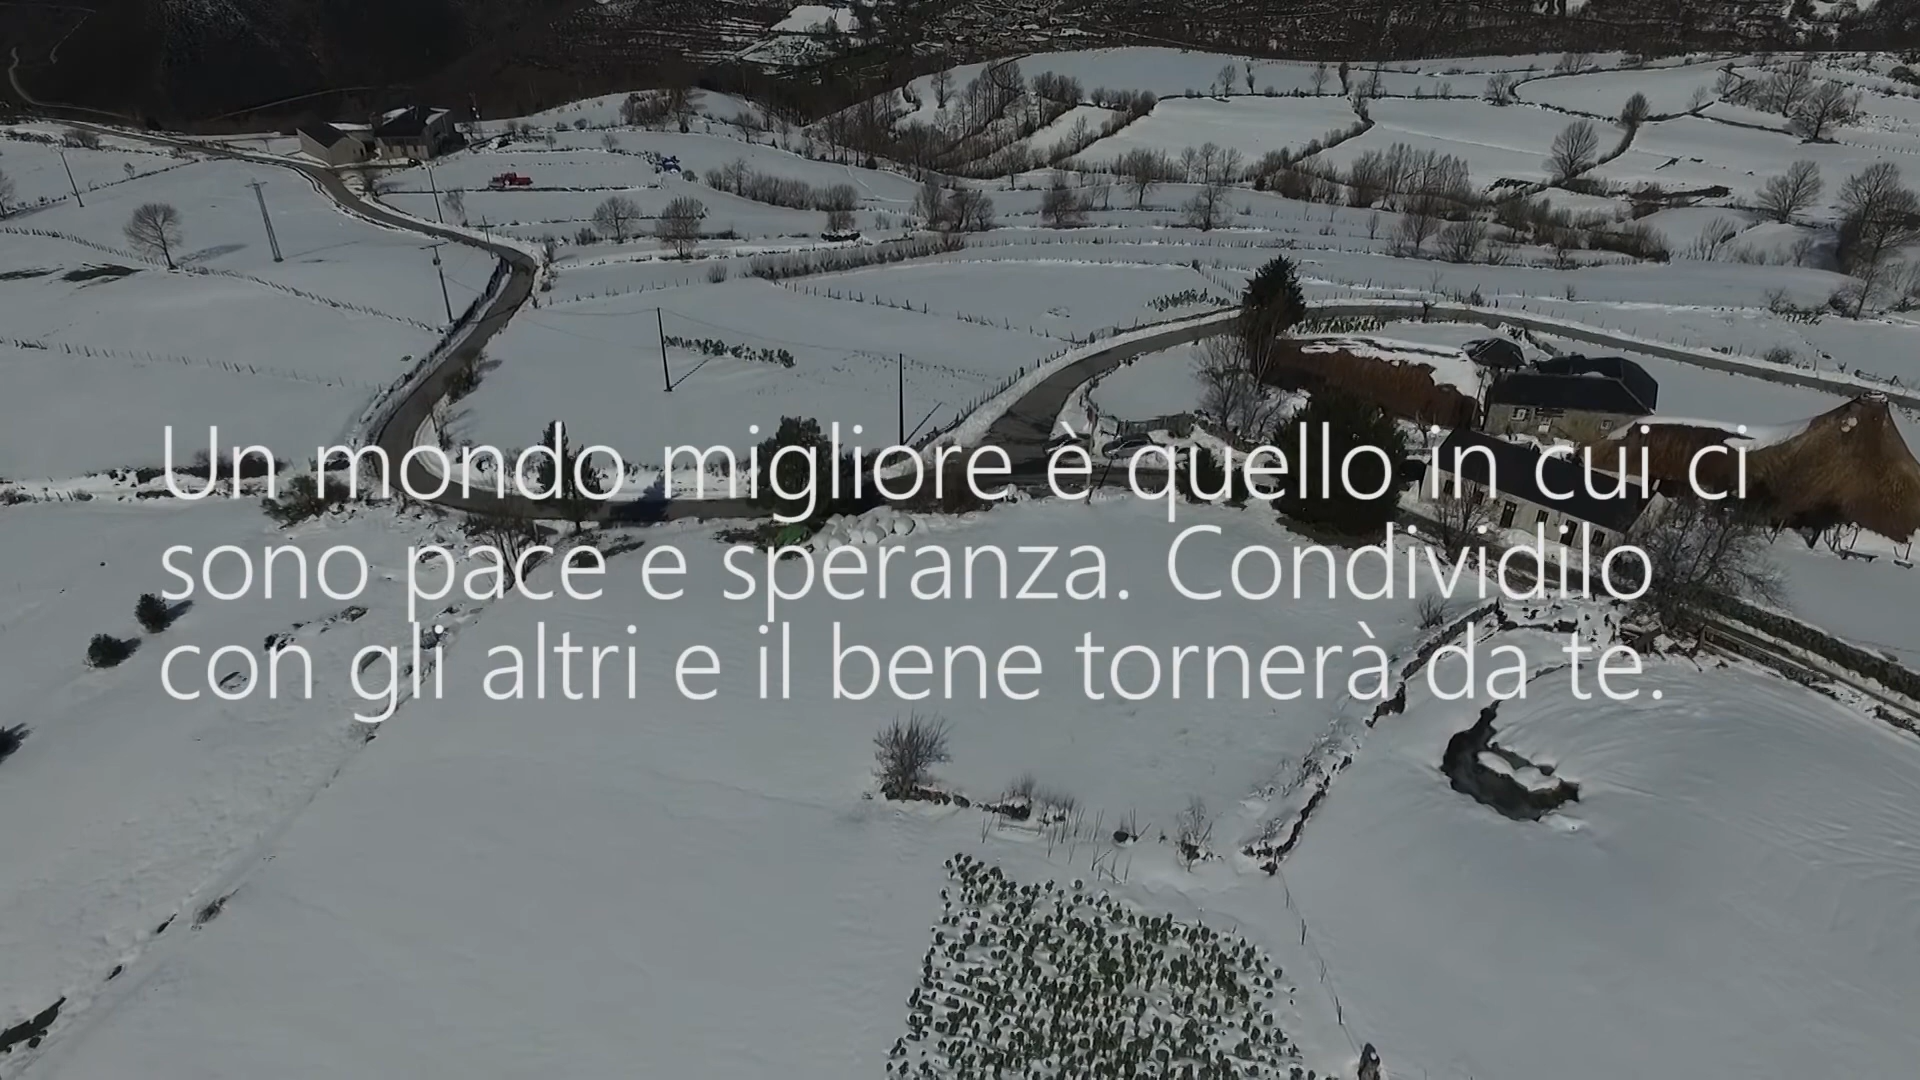 Un mondo migliore è quello in cui ci
sono pace e speranza. Condividilo
con gli altri e il bene tornerà da te.